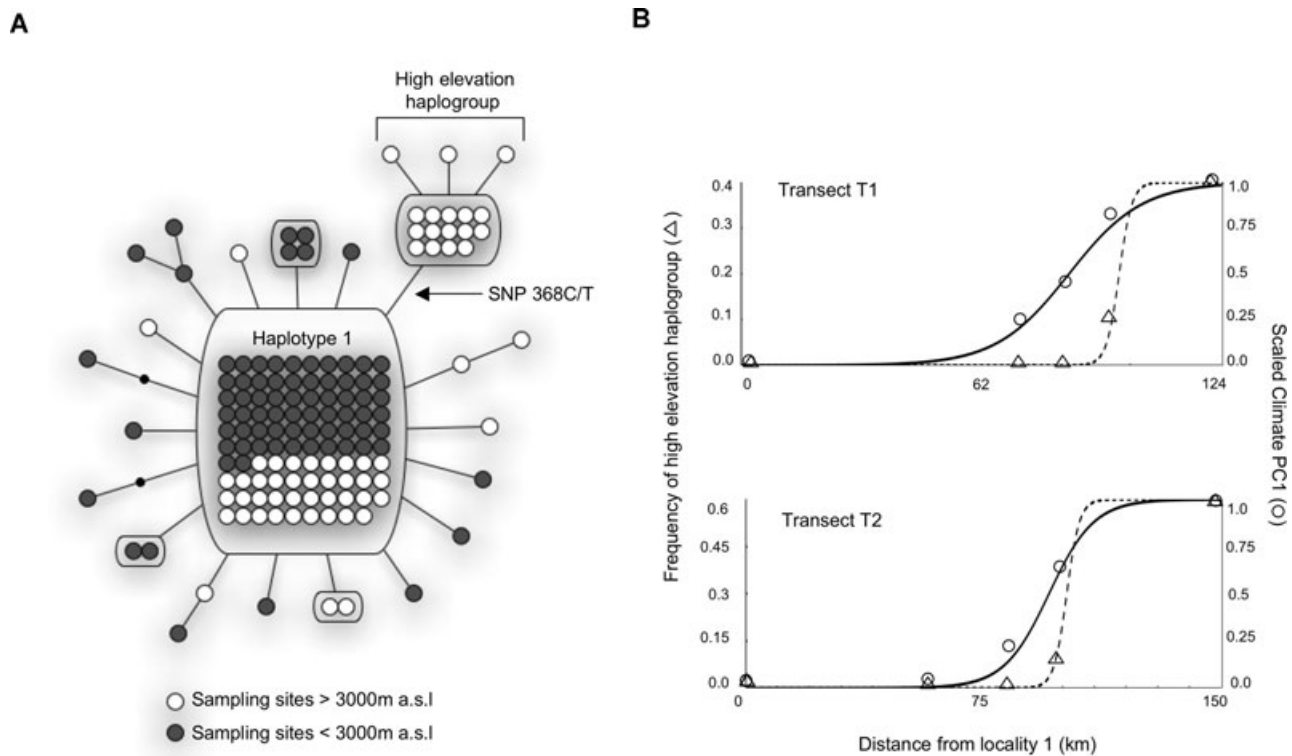 A
High elevation
haplogroup
SNP 368C/T
Haplotype 1
Sampling sites > 3000m a.s.l
Sampling sites < 3000m a.s.l
B
Frequency of high elevation haplogroup (△)
Scaled Climate PC1 (○)
Transect T1
0.4
0.3
0.2
0.1
0.0
1.0
0.75
0.5
0.25
0.0
0
62
124
Transect T2
0.6
0.45
0.3
0.15
0.0
1.0
0.75
0.5
0.25
0.0
0
75
150
Distance from locality 1 (km)